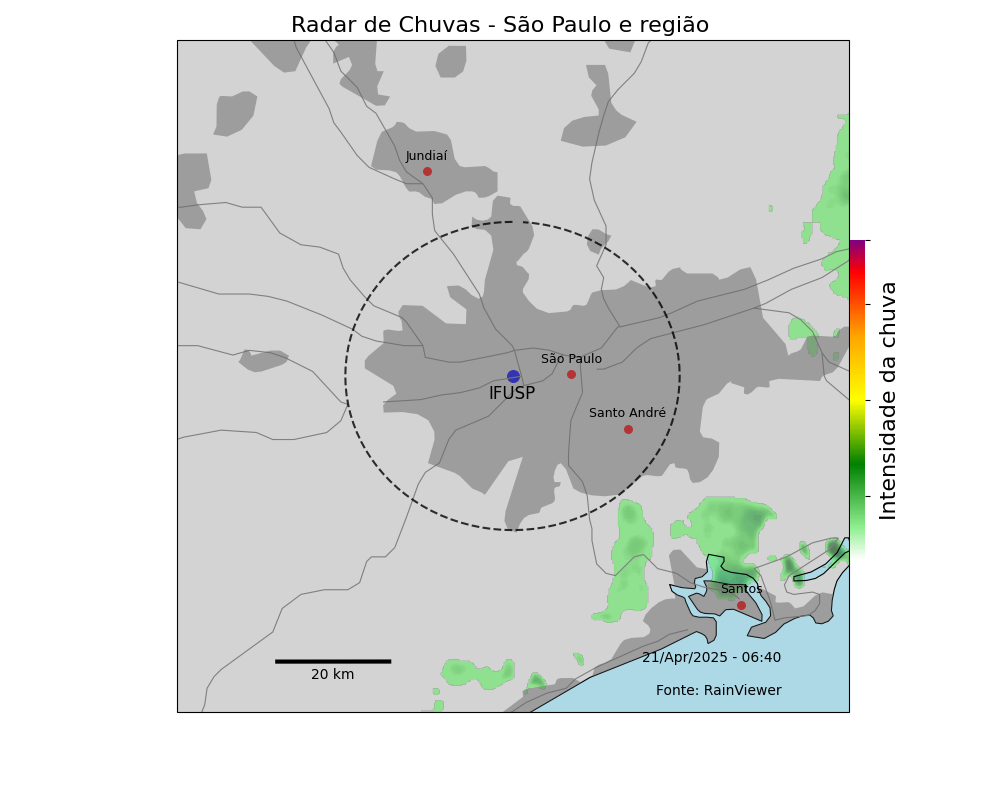 Radar de Chuvas - São Paulo e região
Jundiaí
São Paulo
IFUSP
Santo André
Santos
21/Apr/2025 - 06:40
20 km
Fonte: RainViewer
Intensidade da chuva